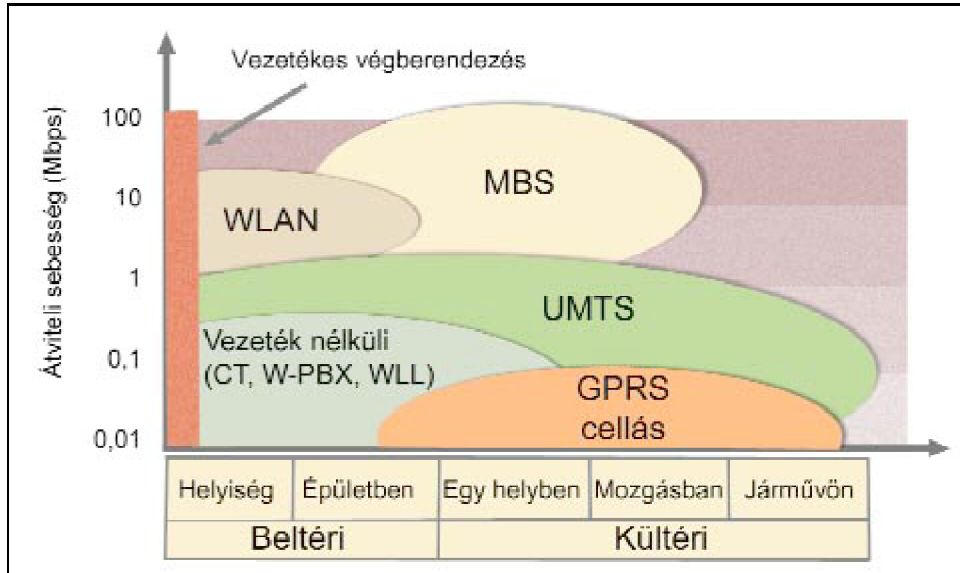 Vezetékes végberendezés
Átviteli sebesség (Mbps)
100
10
1
0,1
0,01
MBS
WLAN
UMTS
Vezeték nélküli
(CT, W-PBX, WLL)
GPRS
cellás
Helyiség Épületben Egy helyben Mozgásban Járművön
Beltéri Kültéri